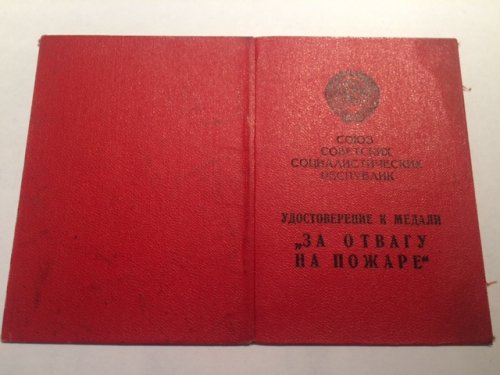 СОЮЗ
СОВЕТСКИХ
СОЦИАЛИСТИЧЕСКИХ
РЕСПУБЛИК
УДОСТОВЕРЕНИЕ К МЕДАЛИ
„ЗА ОТВАГУ
НА ПОЖАРЕ“